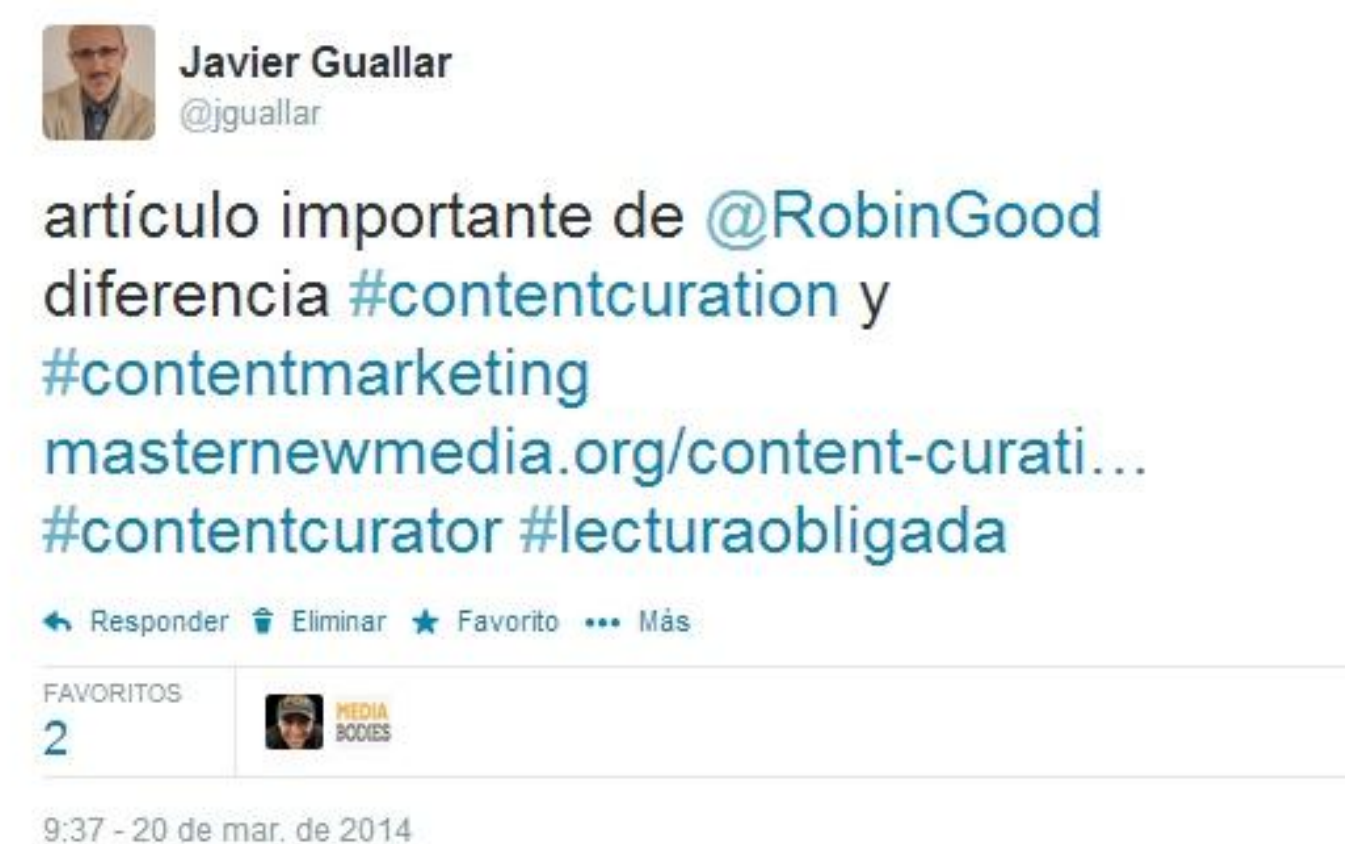 Javier Guallar
@jguallar
artículo importante de @RobinGood
diferencia #contentcuration y
#contentmarketing
masternewmedia.org/content-curati...
#contentcurator #lecturaobligada
Responder Eliminar Favorito ••• Más
FAVORITOS
2
MEDIA
BODIES
9:37 - 20 de mar. de 2014